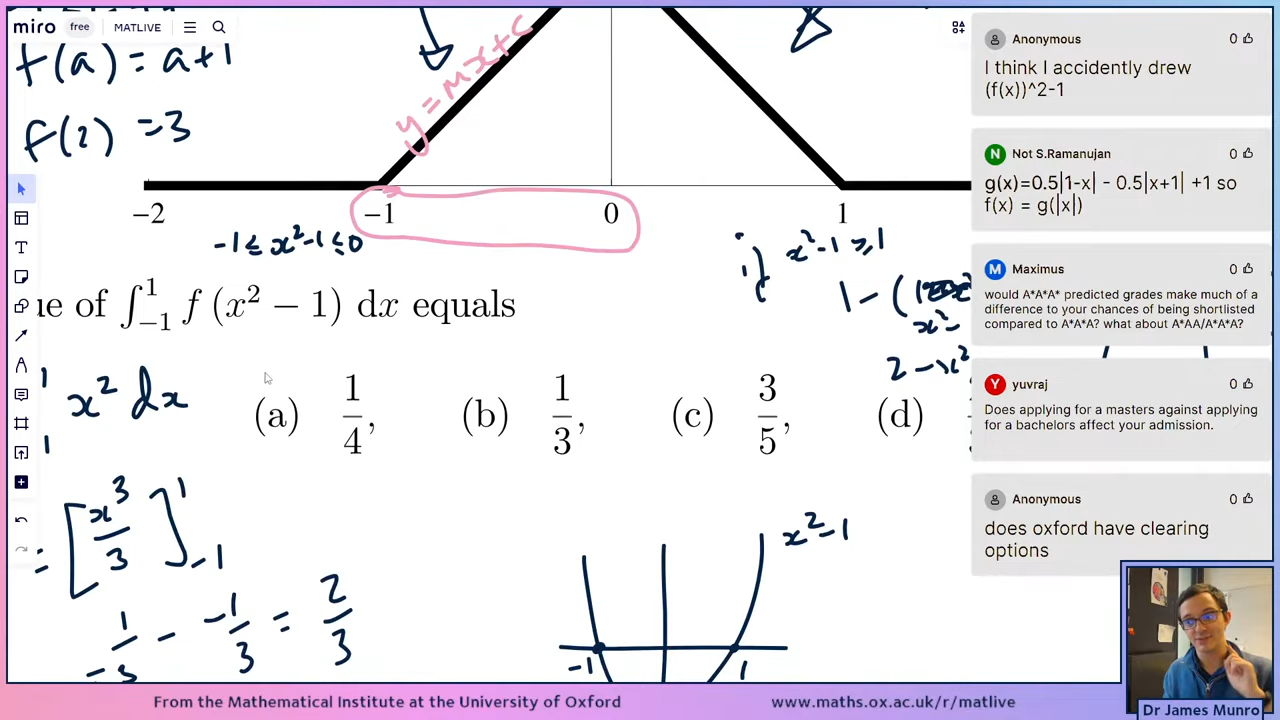 miro free MATLIVE
f(a) = a+1
f(2) = 3
y = mx+c
-2 -1 0 1
-1 ≤ x²-1 ≤ 0
if x²-1 ≥ 1
1 - (
x²-
2 - x²
ue of ∫₋₁¹ f (x² − 1) dx equals
1 x² dx
1
(a) 1/4, (b) 1/3, (c) 3/5, (d)
= [x³/3]₋₁¹
1/3 - -1/3 = 2/3
x²-1
-1 1
Anonymous 0
I think I accidently drew
(f(x))^2-1
N Not S.Ramanujan 0
g(x)=0.5|1-x| - 0.5|x+1| +1 so
f(x) = g(|x|)
M Maximus 0
would A*A*A* predicted grades make much of a
difference to your chances of being shortlisted
compared to A*A*A? what about A*AA/A*A*A?
Y yuvraj 0
Does applying for a masters against applying
for a bachelors affect your admission.
Anonymous 0
does oxford have clearing
options
From the Mathematical Institute at the University of Oxford www.maths.ox.ac.uk/r/matlive
Dr James Munro